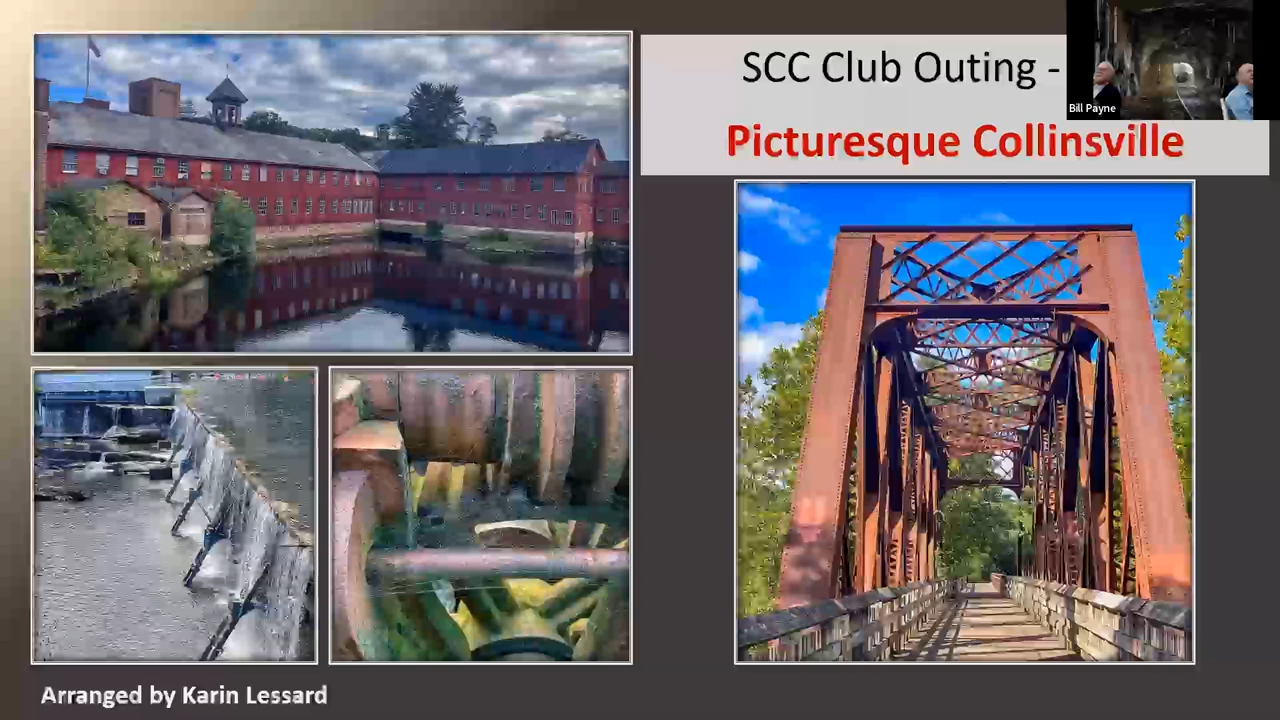 SCC Club Outing -
Bill Payne
Picturesque Collinsville
Arranged by Karin Lessard